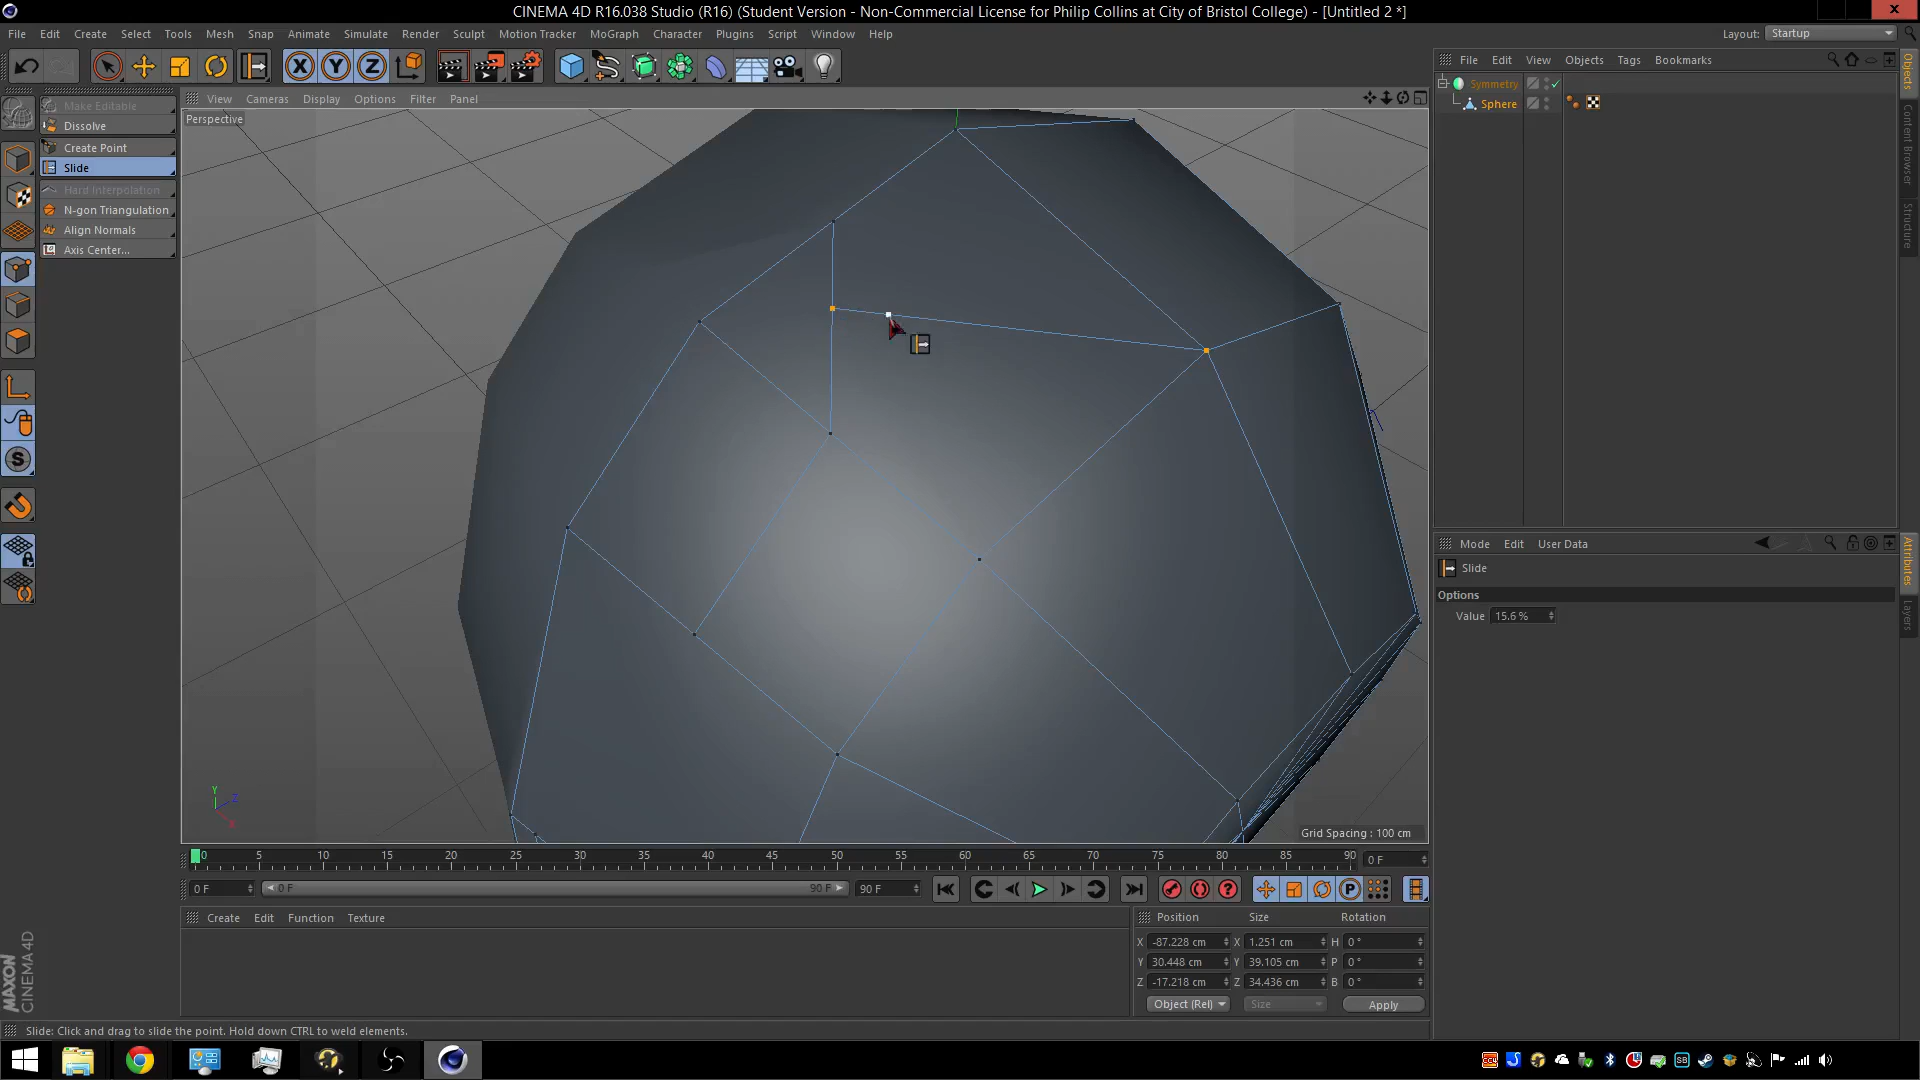 CINEMA 4D R16.038 Studio (R16) (Student Version - Non-Commercial License for Philip Collins at City of Bristol College) - [Untitled 2 *]
File Edit Create Select Tools Mesh Snap Animate Simulate Render Sculpt Motion Tracker MoGraph Character Plugins Script Window Help
Layout: Startup
X Y Z
File Edit View Objects Tags Bookmarks
Symmetry
Sphere
Make Editable
Dissolve
Create Point
Slide
Hard Interpolation
N-gon Triangulation
Align Normals
Axis Center...
View Cameras Display Options Filter Panel
Perspective
S
Y
Z
X
Grid Spacing : 100 cm
Objects
Content Browser
Structure
Mode Edit User Data
Slide
Options
Value 15.6 %
Attributes
Layers
0 5 10 15 20 25 30 35 40 45 50 55 60 65 70 75 80 85 90 0 F
0 F 0 F 90 F 90 F
P
Create Edit Function Texture
Position Size Rotation
X -87.228 cm X 1.251 cm H 0 °
Y 30.448 cm Y 39.105 cm P 0 °
Z -17.218 cm Z 34.436 cm B 0 °
Object (Rel) Size Apply
MAXON
CINEMA 4D
Slide: Click and drag to slide the point. Hold down CTRL to weld elements.